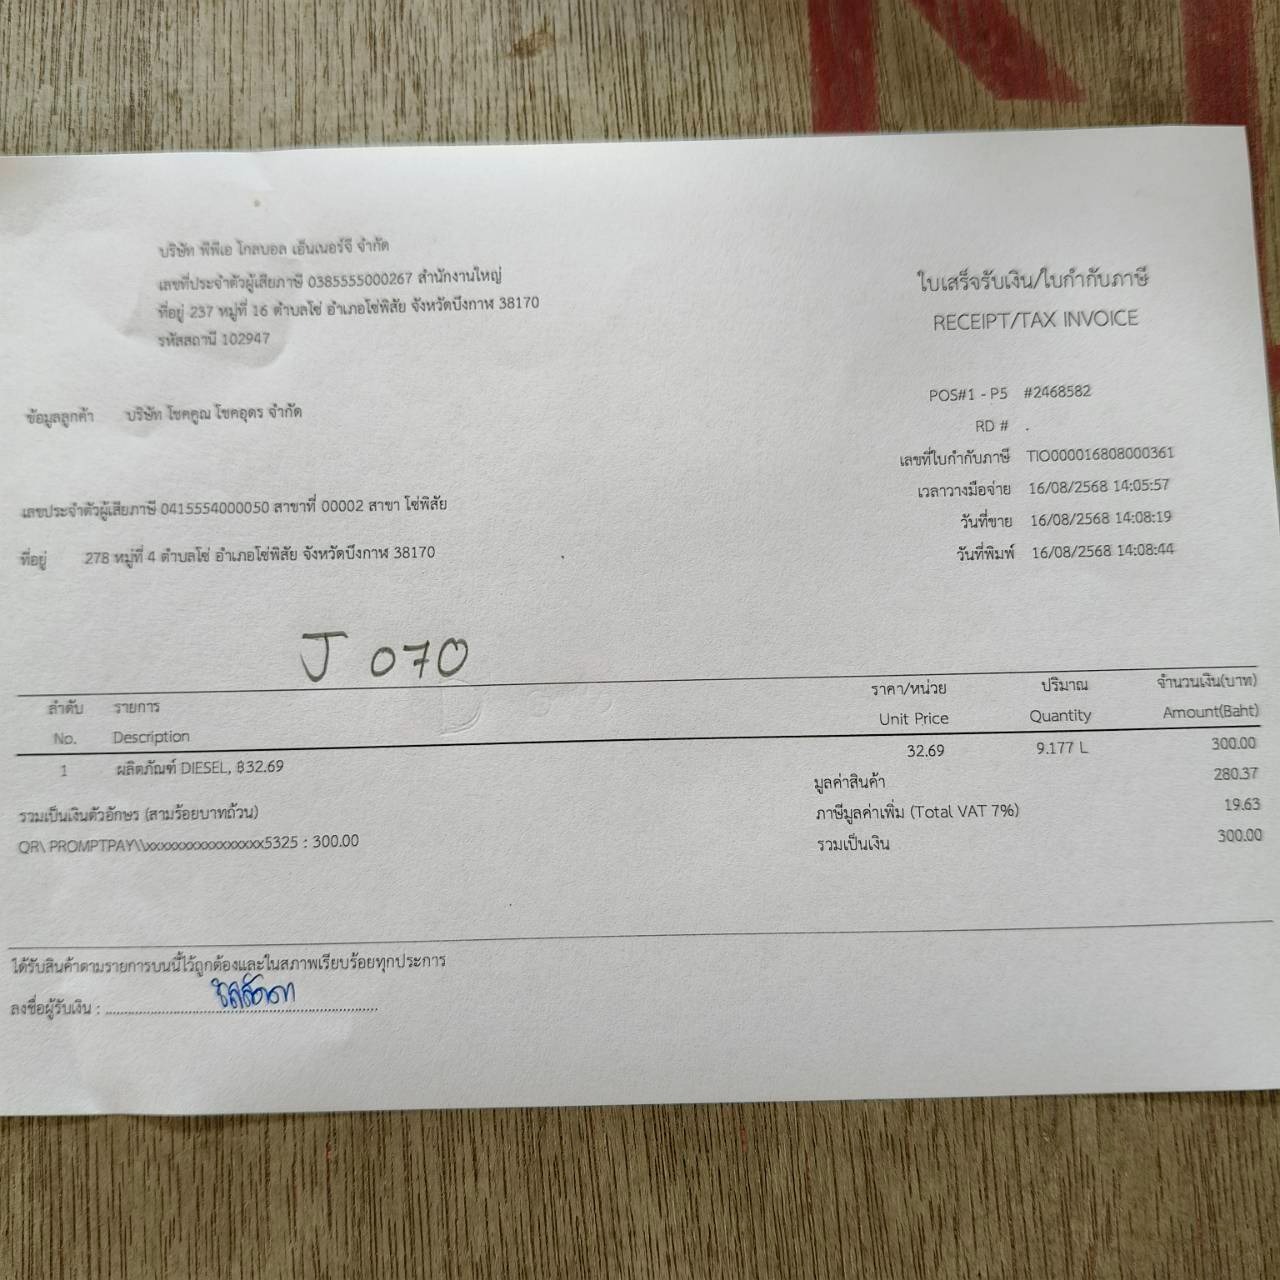 บริษัท พีพีเอ โกลบอล เอ็นเนอร์จี จำกัด
เลขที่ประจำตัวผู้เสียภาษี 0385555000267 สำนักงานใหญ่
ที่อยู่ 237 หมู่ที่ 16 ตำบลโซ่ อำเภอโซ่พิสัย จังหวัดบึงกาฬ 38170
รหัสสถานี 102947
ใบเสร็จรับเงิน/ใบกำกับภาษี
RECEIPT/TAX INVOICE
ข้อมูลลูกค้า บริษัท โชคคูณ โชคอุดร จำกัด
POS#1 - P5 #2468582
RD # .
เลขที่ใบกำกับภาษี TIO000016808000361
เวลาวางมือจ่าย 16/08/2568 14:05:57
วันที่ขาย 16/08/2568 14:08:19
วันที่พิมพ์ 16/08/2568 14:08:44
เลขประจำตัวผู้เสียภาษี 0415554000050 สาขาที่ 00002 สาขา โซ่พิสัย
ที่อยู่ 278 หมู่ที่ 4 ตำบลโซ่ อำเภอโซ่พิสัย จังหวัดบึงกาฬ 38170
J 070
ลำดับ รายการ ราคา/หน่วย ปริมาณ จำนวนเงิน(บาท)
No. Description Unit Price Quantity Amount(Baht)
1 ผลิตภัณฑ์ DIESEL, ฿32.69 32.69 9.177 L 300.00
มูลค่าสินค้า 280.37
รวมเป็นเงินตัวอักษร (สามร้อยบาทถ้วน) ภาษีมูลค่าเพิ่ม (Total VAT 7%) 19.63
QR\ PROMPTPAY\\xxxxxxxxxxxxxxxxx5325 : 300.00 รวมเป็นเงิน 300.00
ได้รับสินค้าตามรายการบนนี้ไว้ถูกต้องและในสภาพเรียบร้อยทุกประการ
ลงชื่อผู้รับเงิน :